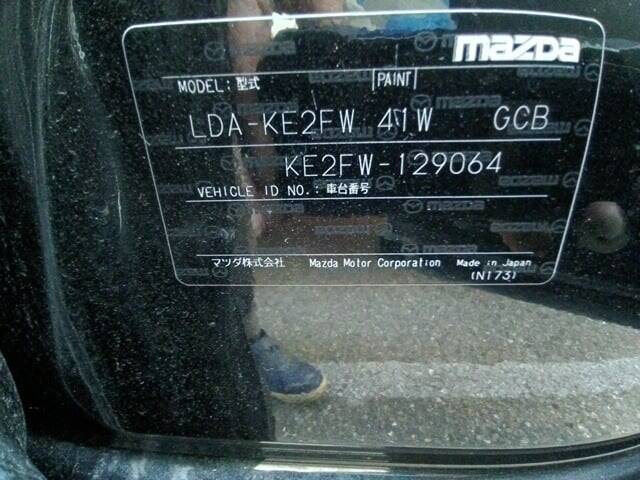 mazda
MODEL: 型式 PAINT
LDA-KE2FW 41W GCB
KE2FW-129064
VEHICLE ID NO.: 車台番号
マツダ株式会社 Mazda Motor Corporation Made in Japan
(N173)